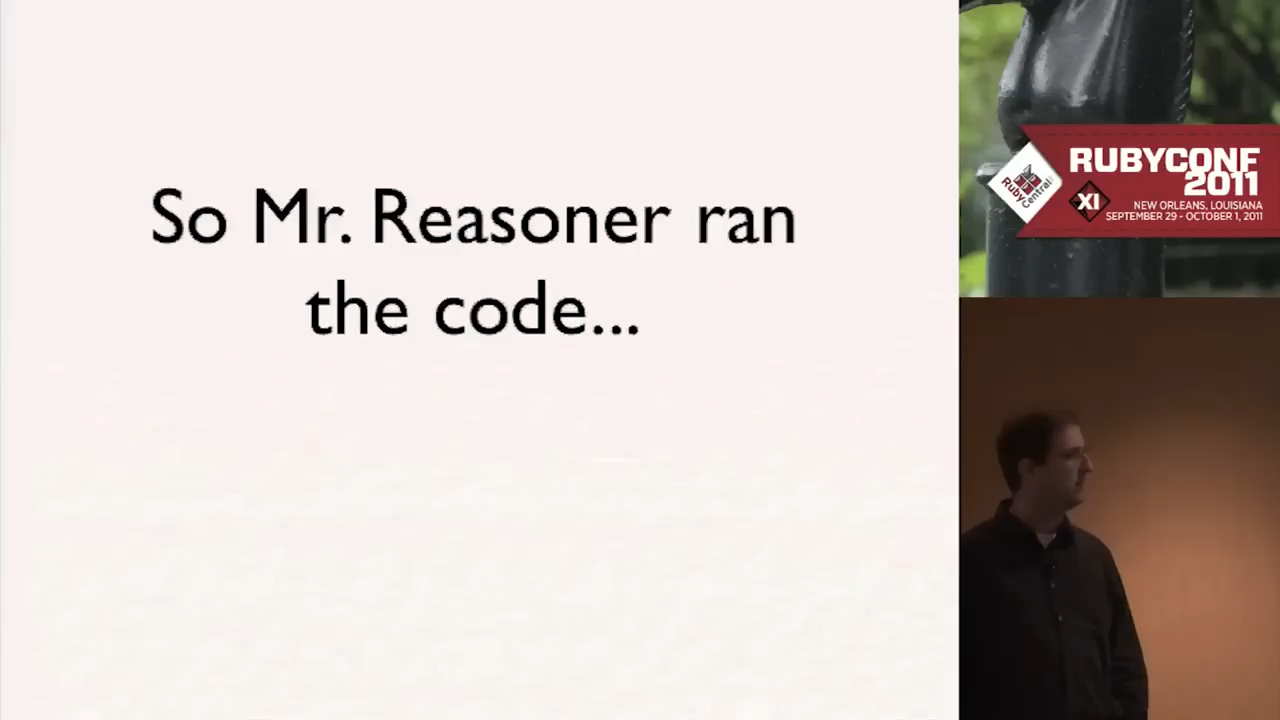 So Mr. Reasoner ran
the code...
RUBYCONF
2011
XI
NEW ORLEANS, LOUISIANA
SEPTEMBER 29 - OCTOBER 1, 2011
Ruby
Central